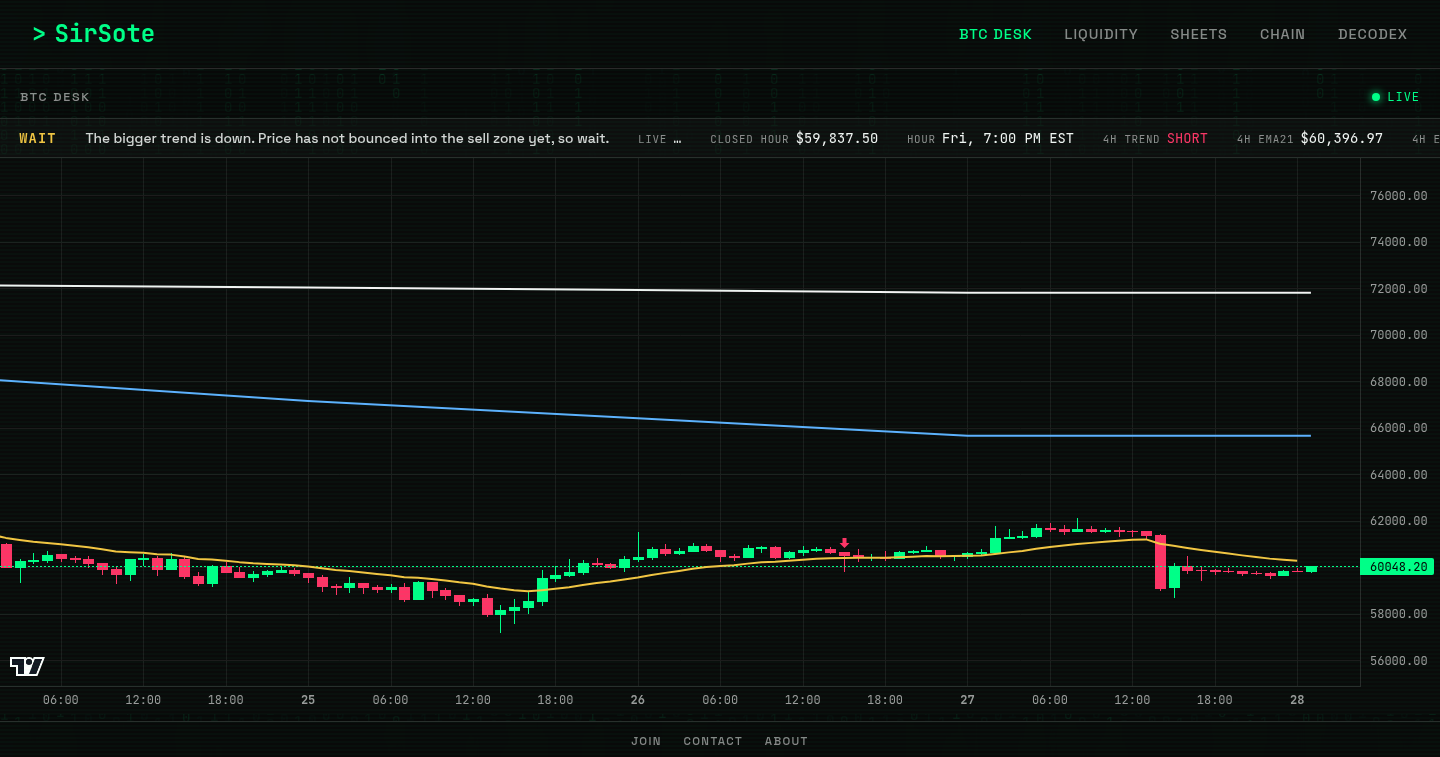 > SirSote
BTC DESK LIQUIDITY SHEETS CHAIN DECODEX
BTC DESK
LIVE
WAIT The bigger trend is down. Price has not bounced into the sell zone yet, so wait. LIVE … CLOSED HOUR $59,837.50 HOUR Fri, 7:00 PM EST 4H TREND SHORT 4H EMA21 $60,396.97 4H E
76000.00
74000.00
72000.00
70000.00
68000.00
66000.00
64000.00
62000.00
60048.20
58000.00
56000.00
06:00 12:00 18:00 25 06:00 12:00 18:00 26 06:00 12:00 18:00 27 06:00 12:00 18:00 28
JOIN CONTACT ABOUT